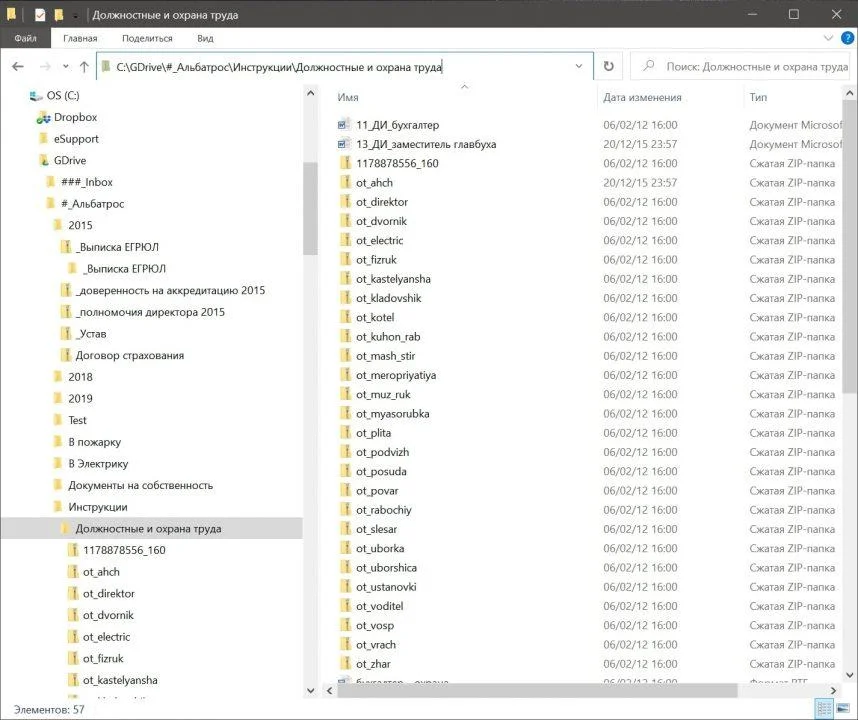 Должностные и охрана труда
Файл Главная Поделиться Вид
C:\GDrive\#_Альбатрос\Инструкции\Должностные и охрана труда
Поиск: Должностные и охрана труда
OS (C:)
Dropbox
eSupport
GDrive
###_Inbox
#_Альбатрос
2015
_Выписка ЕГРЮЛ
_Выписка ЕГРЮЛ
_доверенность на аккредитацию 2015
_полномочия директора 2015
_Устав
Договор страхования
2018
2019
Test
В пожарку
В Электрику
Документы на собственность
Инструкции
Должностные и охрана труда
1178878556_160
ot_ahch
ot_direktor
ot_dvornik
ot_electric
ot_fizruk
ot_kastelyansha
Имя Дата изменения Тип
11_ДИ_бухгалтер 06/02/12 16:00 Документ Microsof
13_ДИ_заместитель главбуха 20/12/15 23:57 Документ Microsof
1178878556_160 06/02/12 16:00 Сжатая ZIP-папка
ot_ahch 20/12/15 23:57 Сжатая ZIP-папка
ot_direktor 06/02/12 16:00 Сжатая ZIP-папка
ot_dvornik 06/02/12 16:00 Сжатая ZIP-папка
ot_electric 06/02/12 16:00 Сжатая ZIP-папка
ot_fizruk 06/02/12 16:00 Сжатая ZIP-папка
ot_kastelyansha 06/02/12 16:00 Сжатая ZIP-папка
ot_kladovshik 06/02/12 16:00 Сжатая ZIP-папка
ot_kotel 06/02/12 16:00 Сжатая ZIP-папка
ot_kuhon_rab 06/02/12 16:00 Сжатая ZIP-папка
ot_mash_stir 06/02/12 16:00 Сжатая ZIP-папка
ot_meropriyatiya 06/02/12 16:00 Сжатая ZIP-папка
ot_muz_ruk 06/02/12 16:00 Сжатая ZIP-папка
ot_myasorubka 06/02/12 16:00 Сжатая ZIP-папка
ot_plita 06/02/12 16:00 Сжатая ZIP-папка
ot_podvizh 06/02/12 16:00 Сжатая ZIP-папка
ot_posuda 06/02/12 16:00 Сжатая ZIP-папка
ot_povar 06/02/12 16:00 Сжатая ZIP-папка
ot_rabochiy 06/02/12 16:00 Сжатая ZIP-папка
ot_slesar 06/02/12 16:00 Сжатая ZIP-папка
ot_uborka 06/02/12 16:00 Сжатая ZIP-папка
ot_uborshica 06/02/12 16:00 Сжатая ZIP-папка
ot_ustanovki 06/02/12 16:00 Сжатая ZIP-папка
ot_voditel 06/02/12 16:00 Сжатая ZIP-папка
ot_vosp 06/02/12 16:00 Сжатая ZIP-папка
ot_vrach 06/02/12 16:00 Сжатая ZIP-папка
ot_zhar 06/02/12 16:00 Сжатая ZIP-папка
Элементов: 57